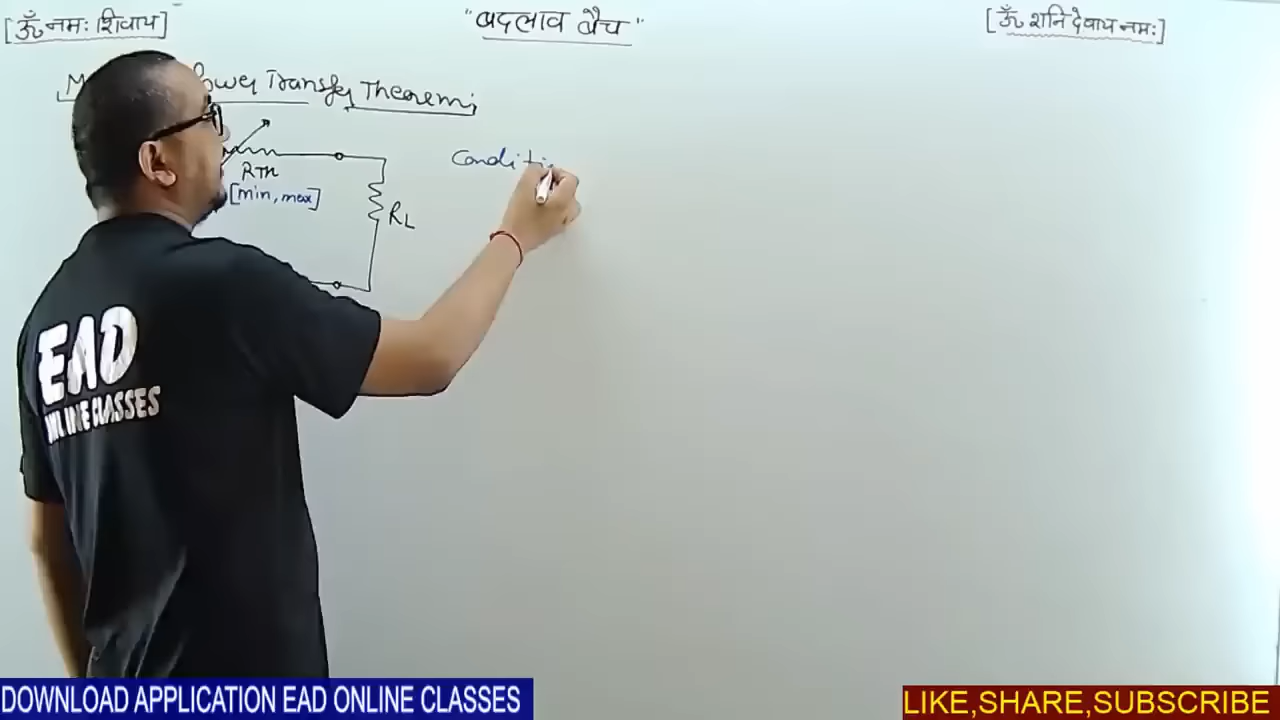 [ॐ नमः शिवाय]
"बदलाव बैच"
[ॐ शनि देवाय नमः]
Power Transfer Theorem:
RTH
[min, max]
RL
Conditi
EAD
ONLINE CLASSES
DOWNLOAD APPLICATION EAD ONLINE CLASSES
LIKE,SHARE,SUBSCRIBE